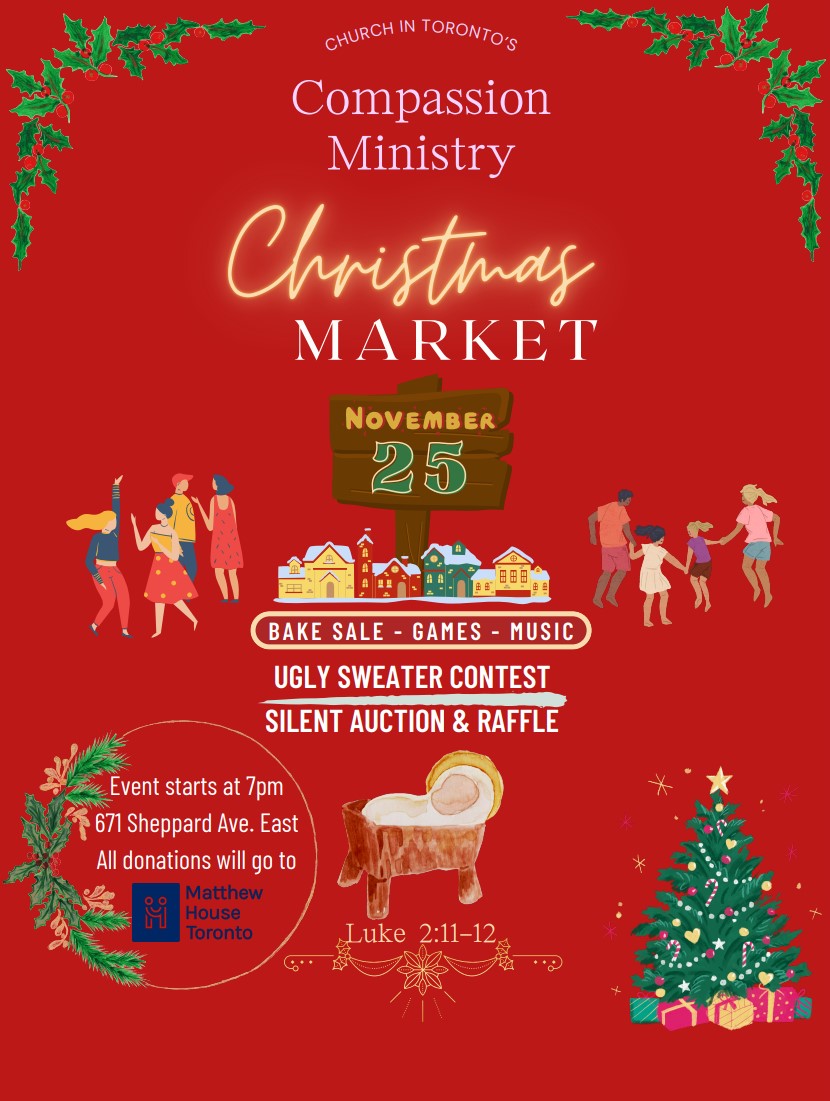 CHURCH IN TORONTO'S
Compassion
Ministry
Christmas
MARKET
NOVEMBER
25
BAKE SALE - GAMES - MUSIC
UGLY SWEATER CONTEST
SILENT AUCTION & RAFFLE
Event starts at 7pm
671 Sheppard Ave. East
All donations will go to
Matthew
House
Toronto
Luke 2:11–12